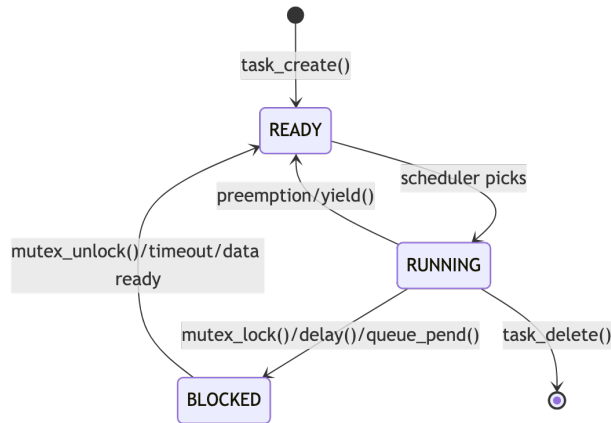 task_create()
READY
scheduler picks
preemption/yield()
mutex_unlock()/timeout/data
ready
RUNNING
mutex_lock()/delay()/queue_pend()
task_delete()
BLOCKED